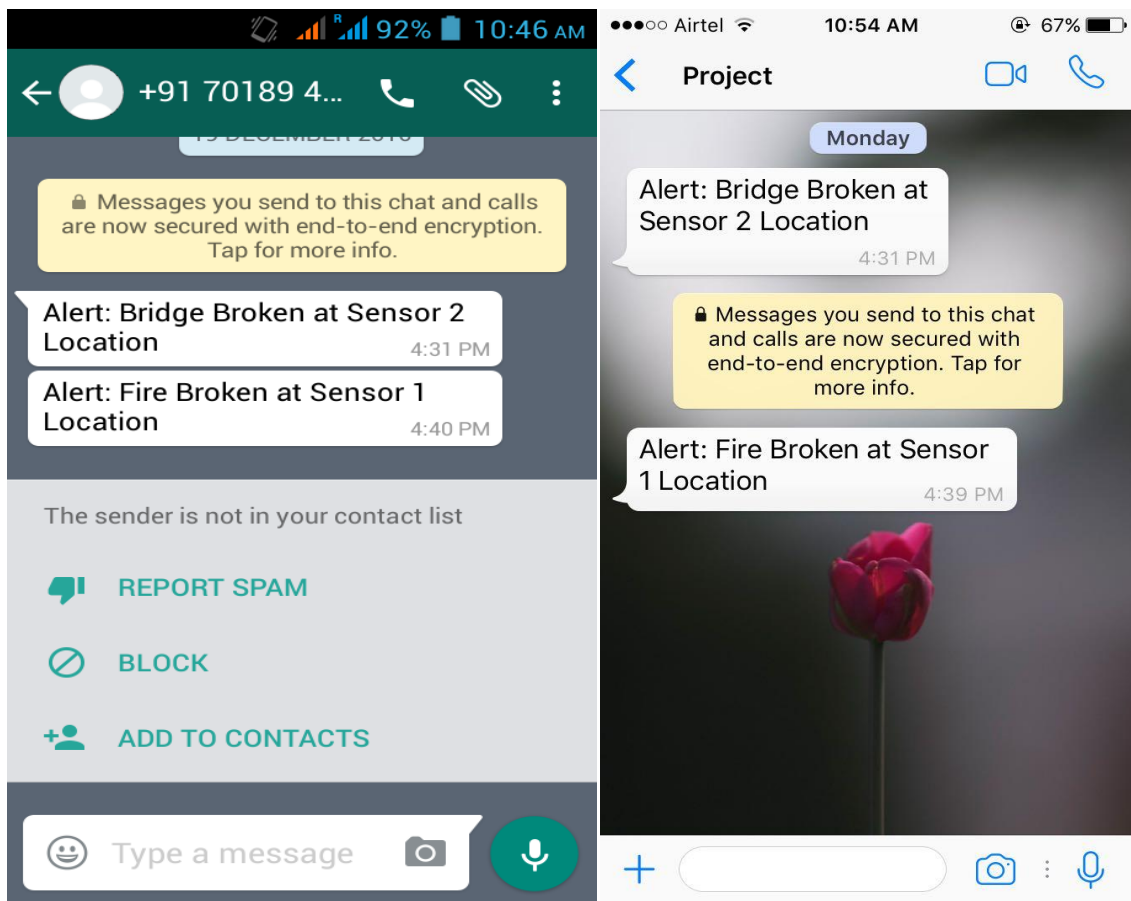 R
92% 10:46 AM
+91 70189 4...
19 DECEMBER 2016
Messages you send to this chat and calls
are now secured with end-to-end encryption.
Tap for more info.
Alert: Bridge Broken at Sensor 2
Location
4:31 PM
Alert: Fire Broken at Sensor 1
Location
4:40 PM
The sender is not in your contact list
REPORT SPAM
BLOCK
ADD TO CONTACTS
Type a message
Airtel 10:54 AM 67%
Project
Monday
Alert: Bridge Broken at
Sensor 2 Location
4:31 PM
Messages you send to this chat
and calls are now secured with
end-to-end encryption. Tap for
more info.
Alert: Fire Broken at Sensor
1 Location
4:39 PM